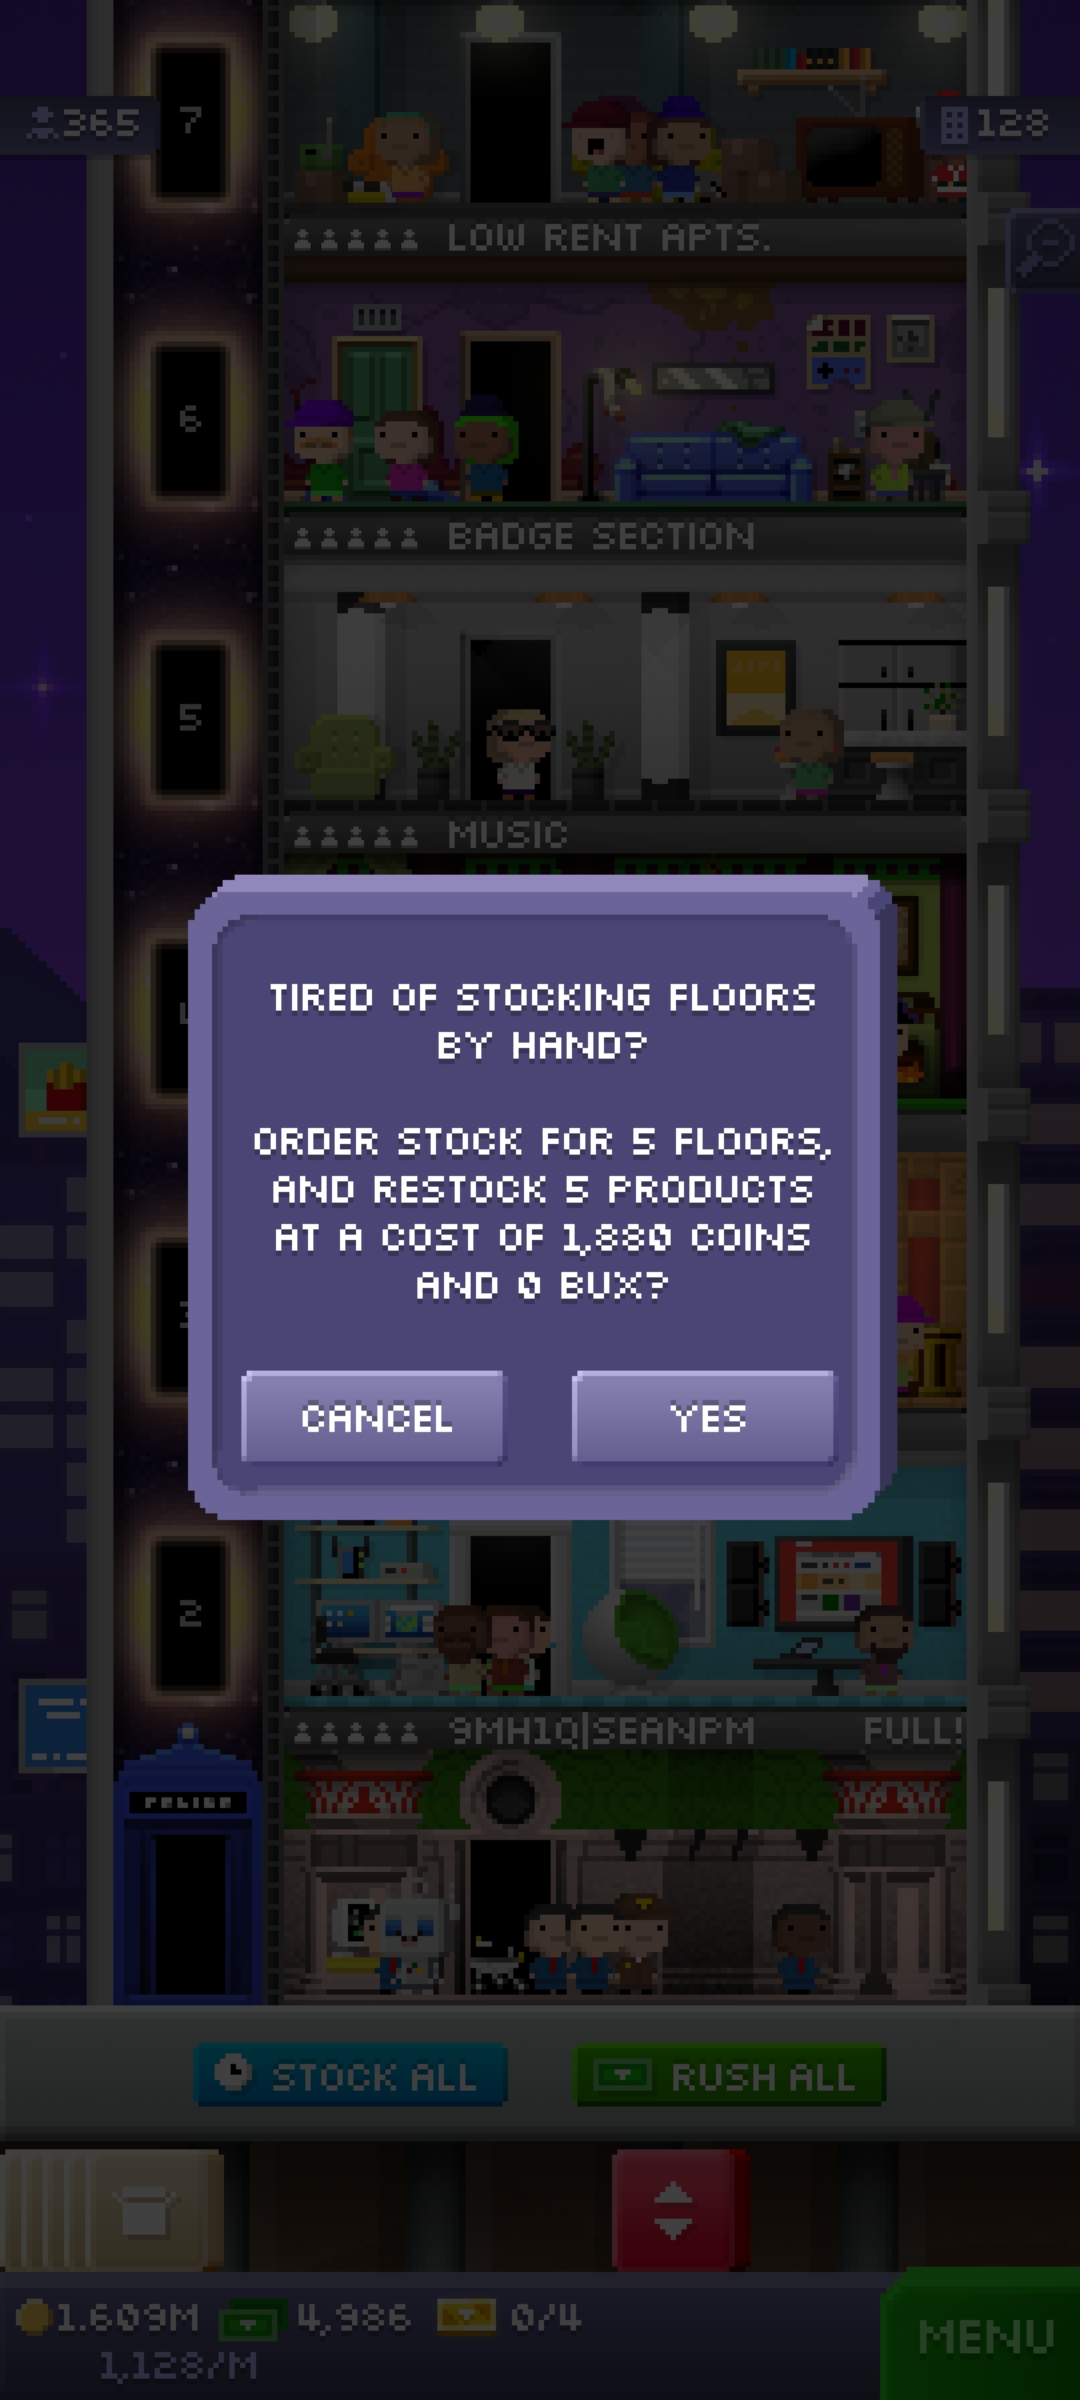 365
7
128
LOW RENT APTS.
6
BADGE SECTION
5
MUSIC
TIRED OF STOCKING FLOORS
BY HAND?
ORDER STOCK FOR 5 FLOORS,
AND RESTOCK 5 PRODUCTS
AT A COST OF 1,880 COINS
AND 0 BUX?
CANCEL
YES
2
9MH1Q|SEANPM
FULL!
POLICE
STOCK ALL
RUSH ALL
1.609M
4,986
0/4
1,128/M
MENU